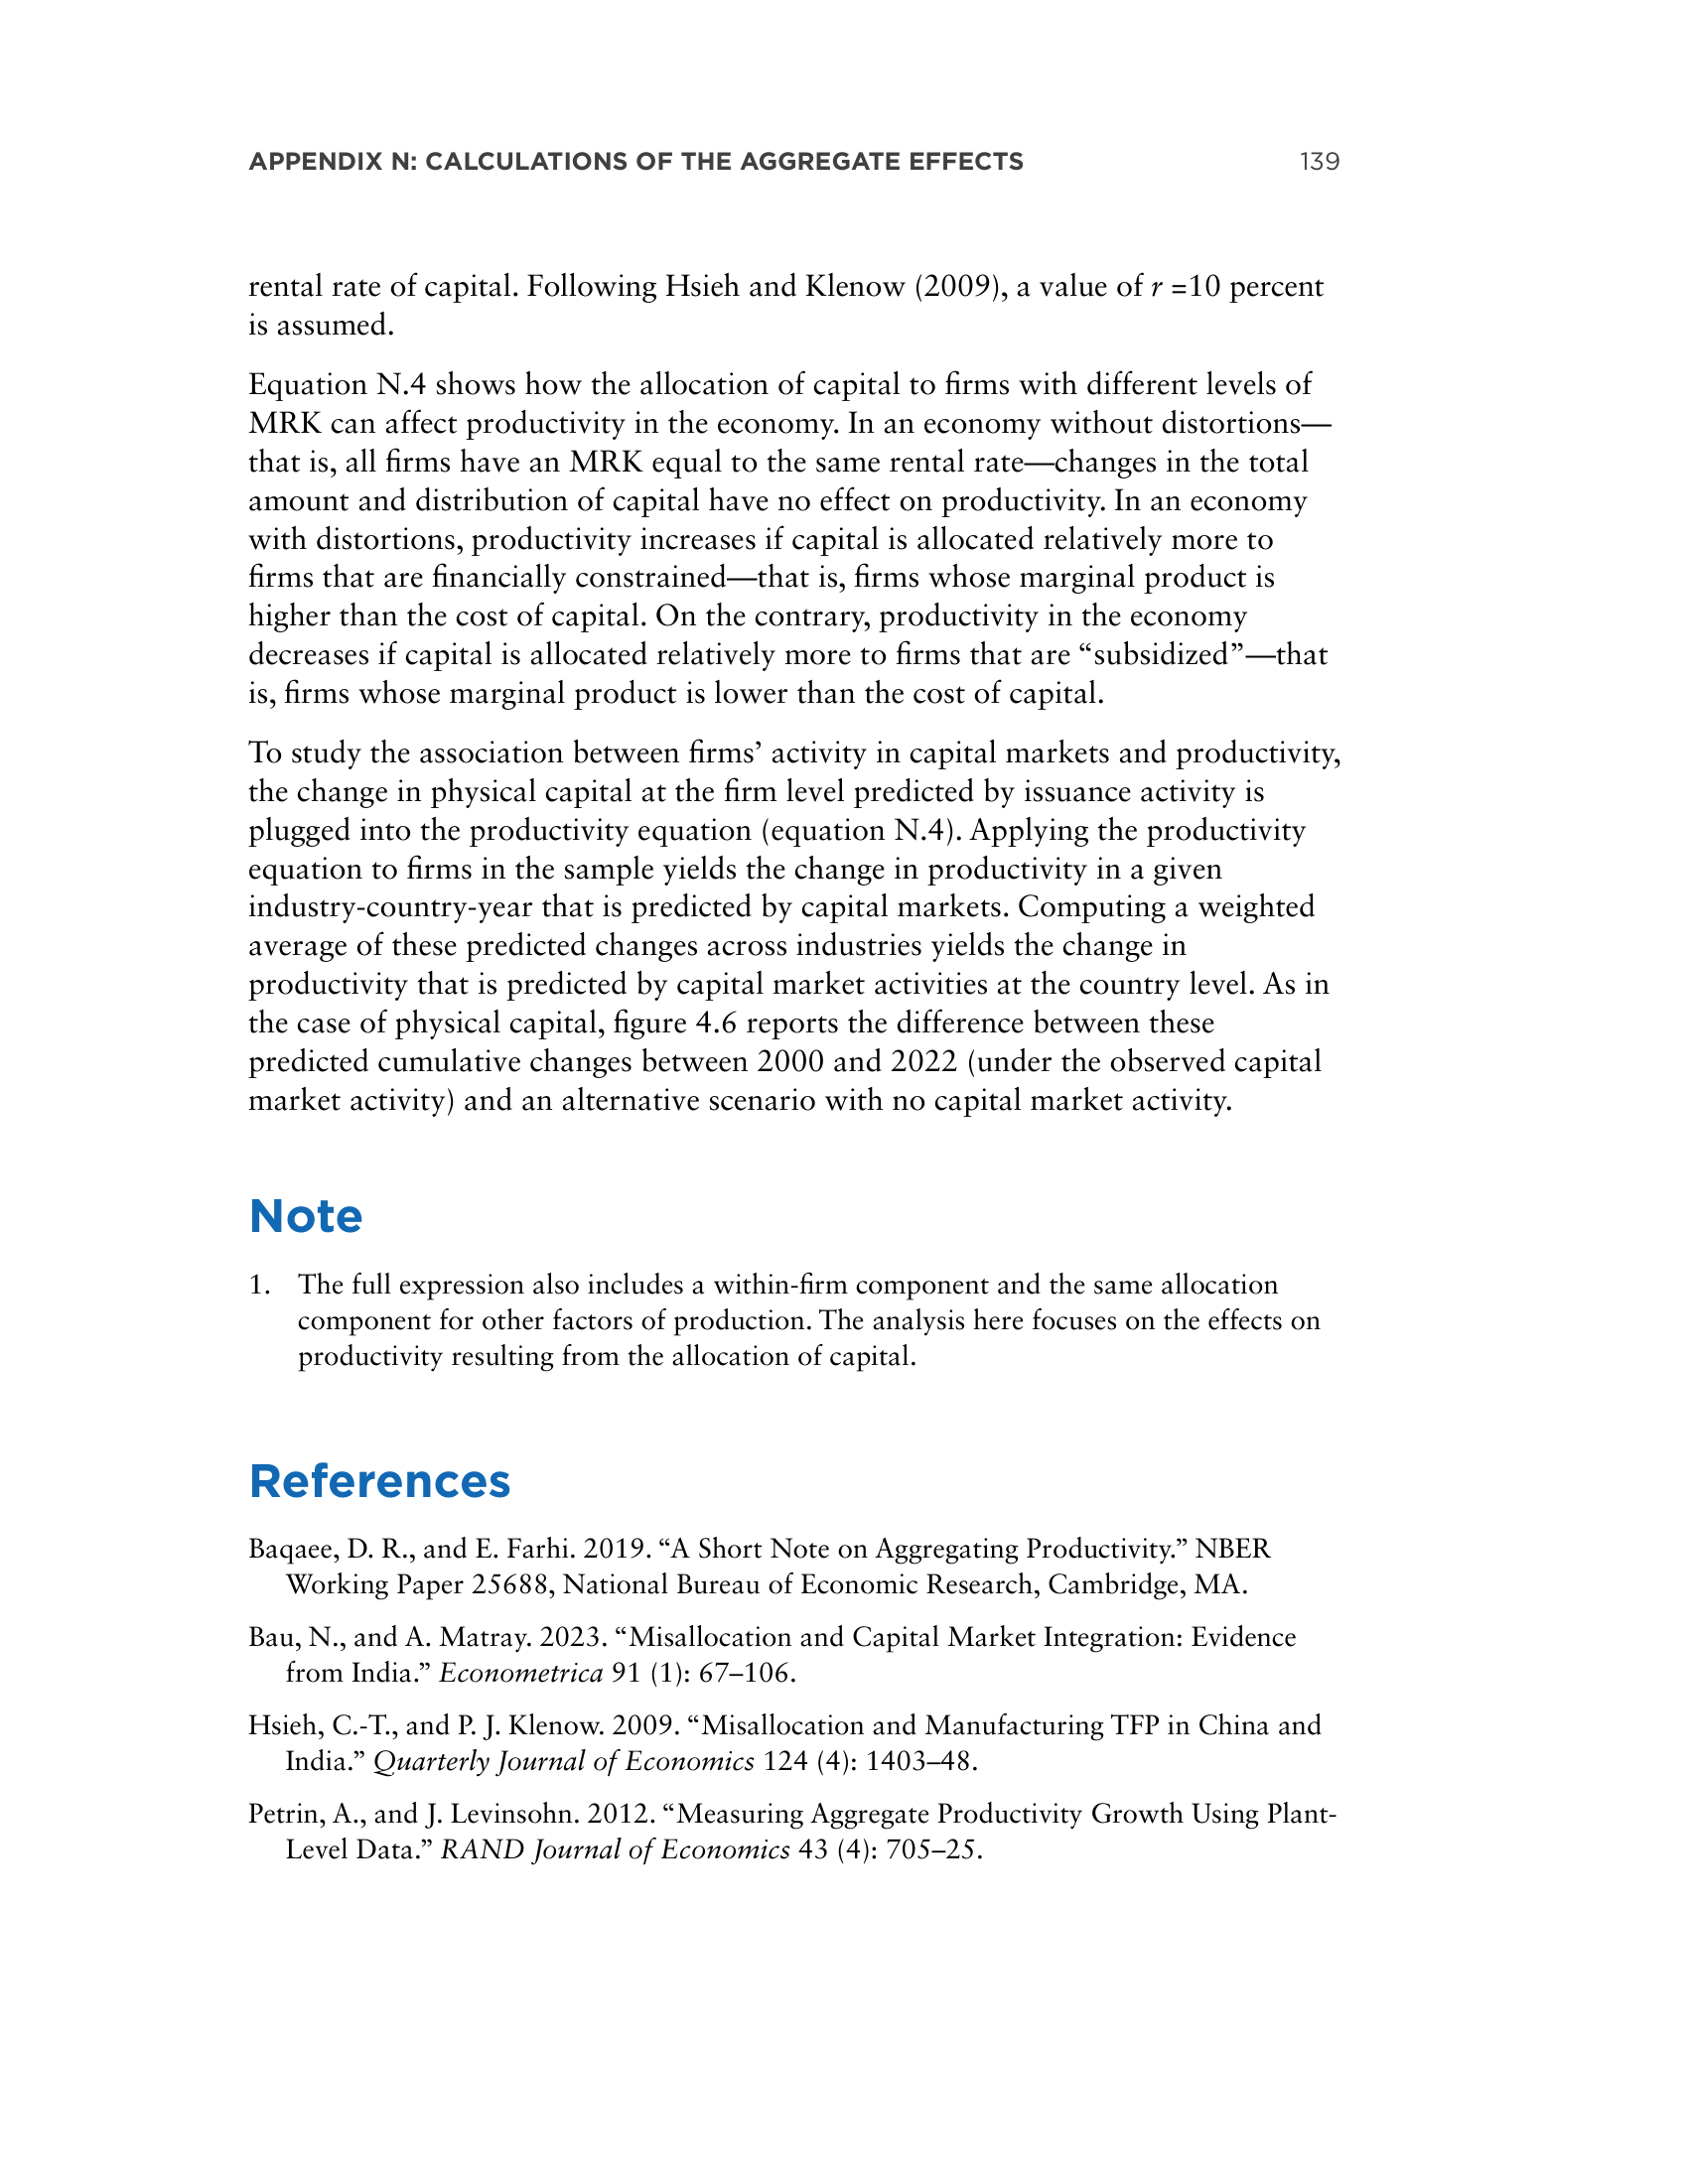 APPENDIX N: CALCULATIONS OF THE AGGREGATE EFFECTS 139
rental rate of capital. Following Hsieh and Klenow (2009), a value of r =10 percent
is assumed.
Equation N.4 shows how the allocation of capital to firms with different levels of
MRK can affect productivity in the economy. In an economy without distortions—
that is, all firms have an MRK equal to the same rental rate—changes in the total
amount and distribution of capital have no effect on productivity. In an economy
with distortions, productivity increases if capital is allocated relatively more to
firms that are financially constrained—that is, firms whose marginal product is
higher than the cost of capital. On the contrary, productivity in the economy
decreases if capital is allocated relatively more to firms that are “subsidized”—that
is, firms whose marginal product is lower than the cost of capital.
To study the association between firms’ activity in capital markets and productivity,
the change in physical capital at the firm level predicted by issuance activity is
plugged into the productivity equation (equation N.4). Applying the productivity
equation to firms in the sample yields the change in productivity in a given
industry-country-year that is predicted by capital markets. Computing a weighted
average of these predicted changes across industries yields the change in
productivity that is predicted by capital market activities at the country level. As in
the case of physical capital, figure 4.6 reports the difference between these
predicted cumulative changes between 2000 and 2022 (under the observed capital
market activity) and an alternative scenario with no capital market activity.
Note
1. The full expression also includes a within-firm component and the same allocation
component for other factors of production. The analysis here focuses on the effects on
productivity resulting from the allocation of capital.
References
Baqaee, D. R., and E. Farhi. 2019. “A Short Note on Aggregating Productivity.” NBER
Working Paper 25688, National Bureau of Economic Research, Cambridge, MA.
Bau, N., and A. Matray. 2023. “Misallocation and Capital Market Integration: Evidence
from India.” Econometrica 91 (1): 67–106.
Hsieh, C.-T., and P. J. Klenow. 2009. “Misallocation and Manufacturing TFP in China and
India.” Quarterly Journal of Economics 124 (4): 1403–48.
Petrin, A., and J. Levinsohn. 2012. “Measuring Aggregate Productivity Growth Using Plant-
Level Data.” RAND Journal of Economics 43 (4): 705–25.